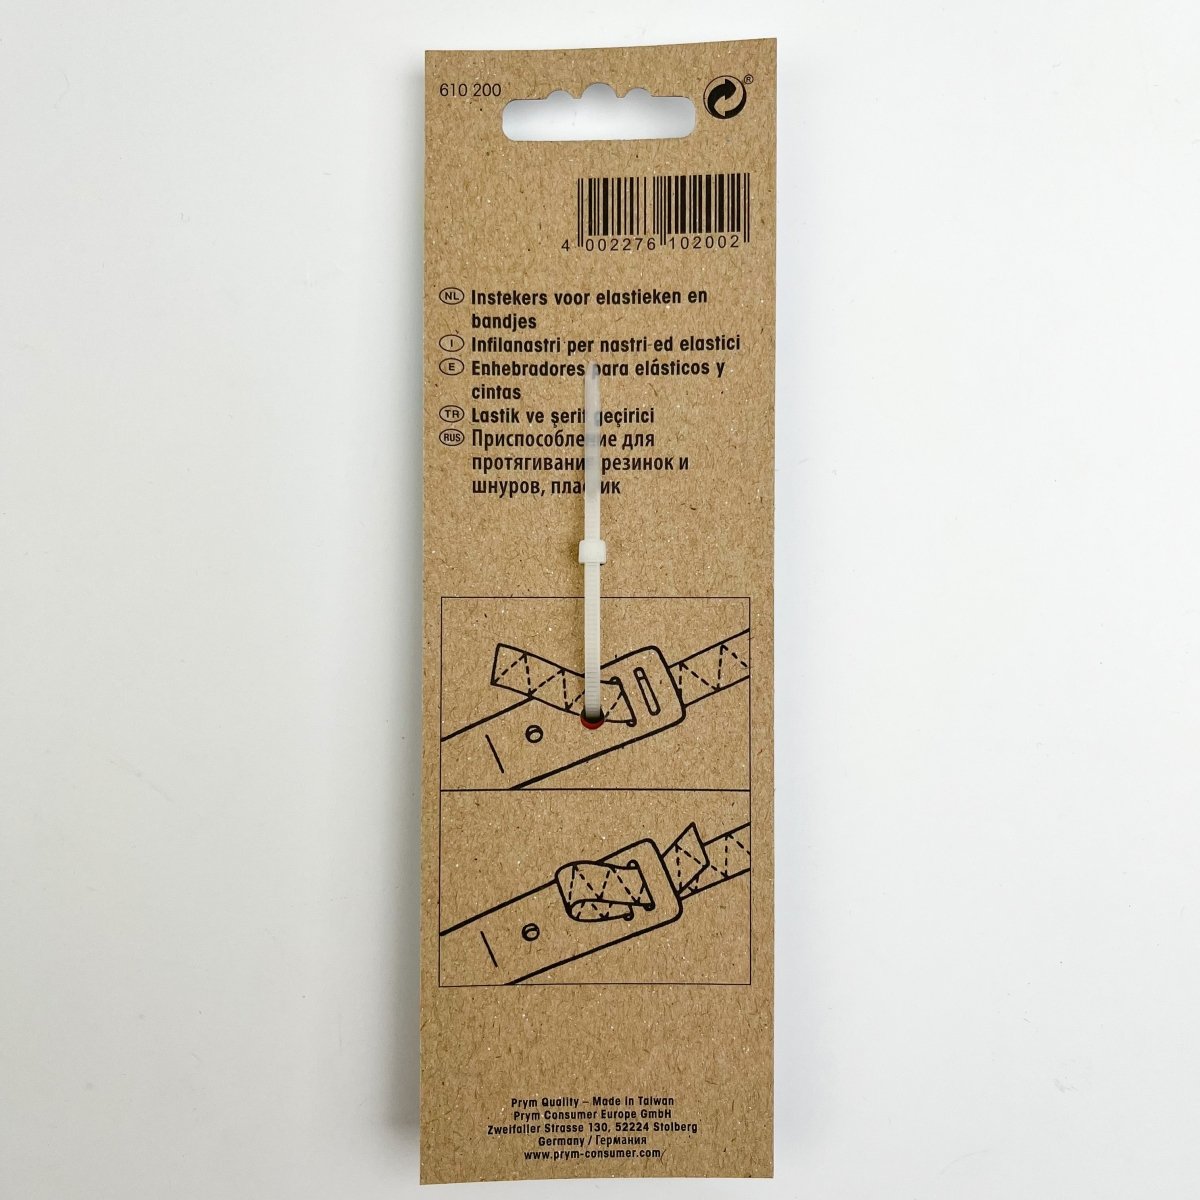 610 200
®
4 002276 102002
NL Instekers voor elastieken en
bandjes
I Infilanastri per nastri ed elastici
E Enhebradores para elásticos y
cintas
TR Lastik ve şerit geçirici
RUS Приспособление для
протягивания резинок и
шнуров, пластик
6
6
Prym Quality – Made in Taiwan
Prym Consumer Europe GmbH
Zweifaller Strasse 130, 52224 Stolberg
Germany / Германия
www.prym-consumer.com